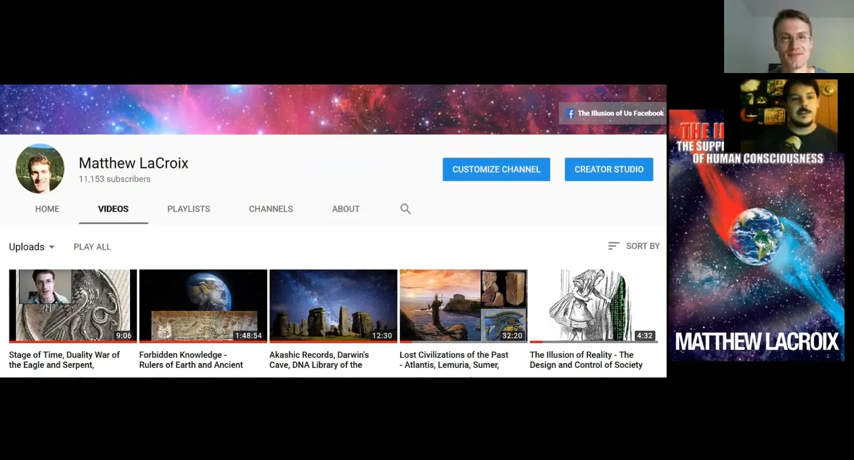 The Illusion of Us Facebook
Matthew LaCroix
11,153 subscribers
CUSTOMIZE CHANNEL
CREATOR STUDIO
HOME
VIDEOS
PLAYLISTS
CHANNELS
ABOUT
Uploads
PLAY ALL
SORT BY
9:06
1:48:54
12:30
32:20
4:32
Stage of Time, Duality War of
the Eagle and Serpent,
Forbidden Knowledge -
Rulers of Earth and Ancient
Akashic Records, Darwin's
Cave, DNA Library of the
Lost Civilizations of the Past
- Atlantis, Lemuria, Sumer,
The Illusion of Reality - The
Design and Control of Society
THE
THE SUPP
OF HUMAN CONSCIOUSNESS
MATTHEW LACROIX